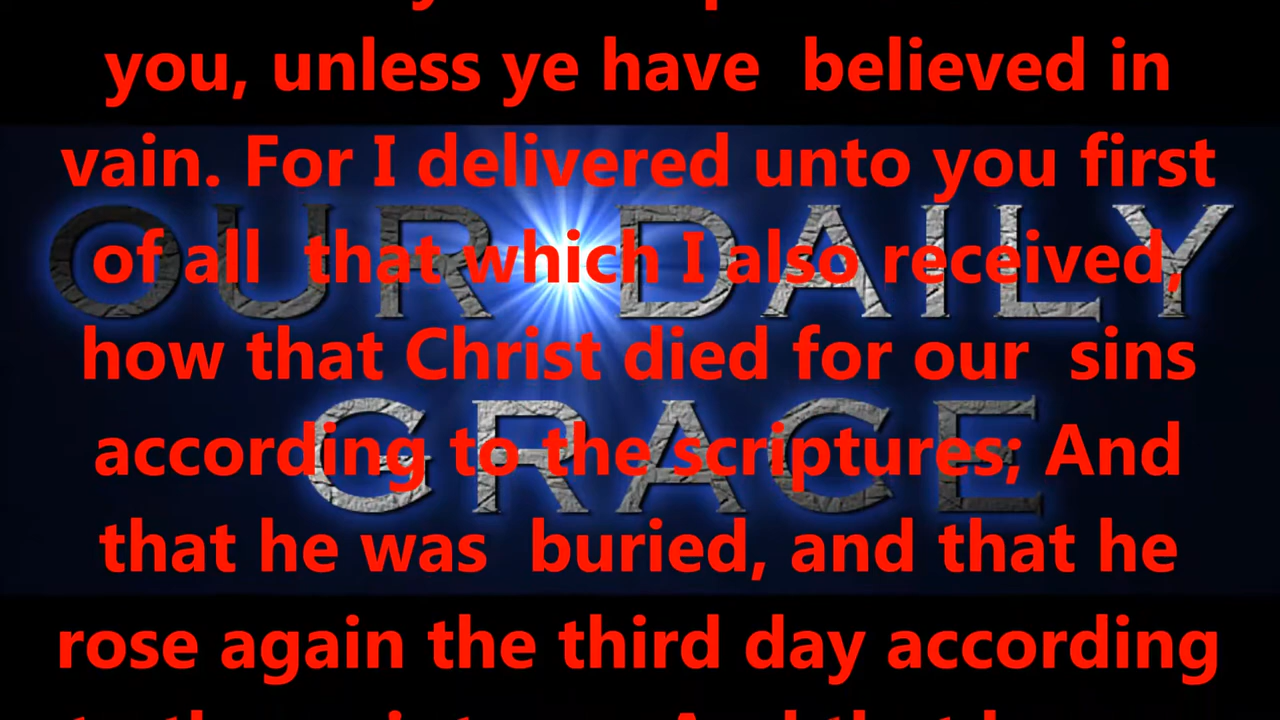 you, unless ye have believed in
vain. For I delivered unto you first
of all that which I also received,
how that Christ died for our sins
according to the scriptures; And
that he was buried, and that he
rose again the third day according
OUR DAILY
GRACE